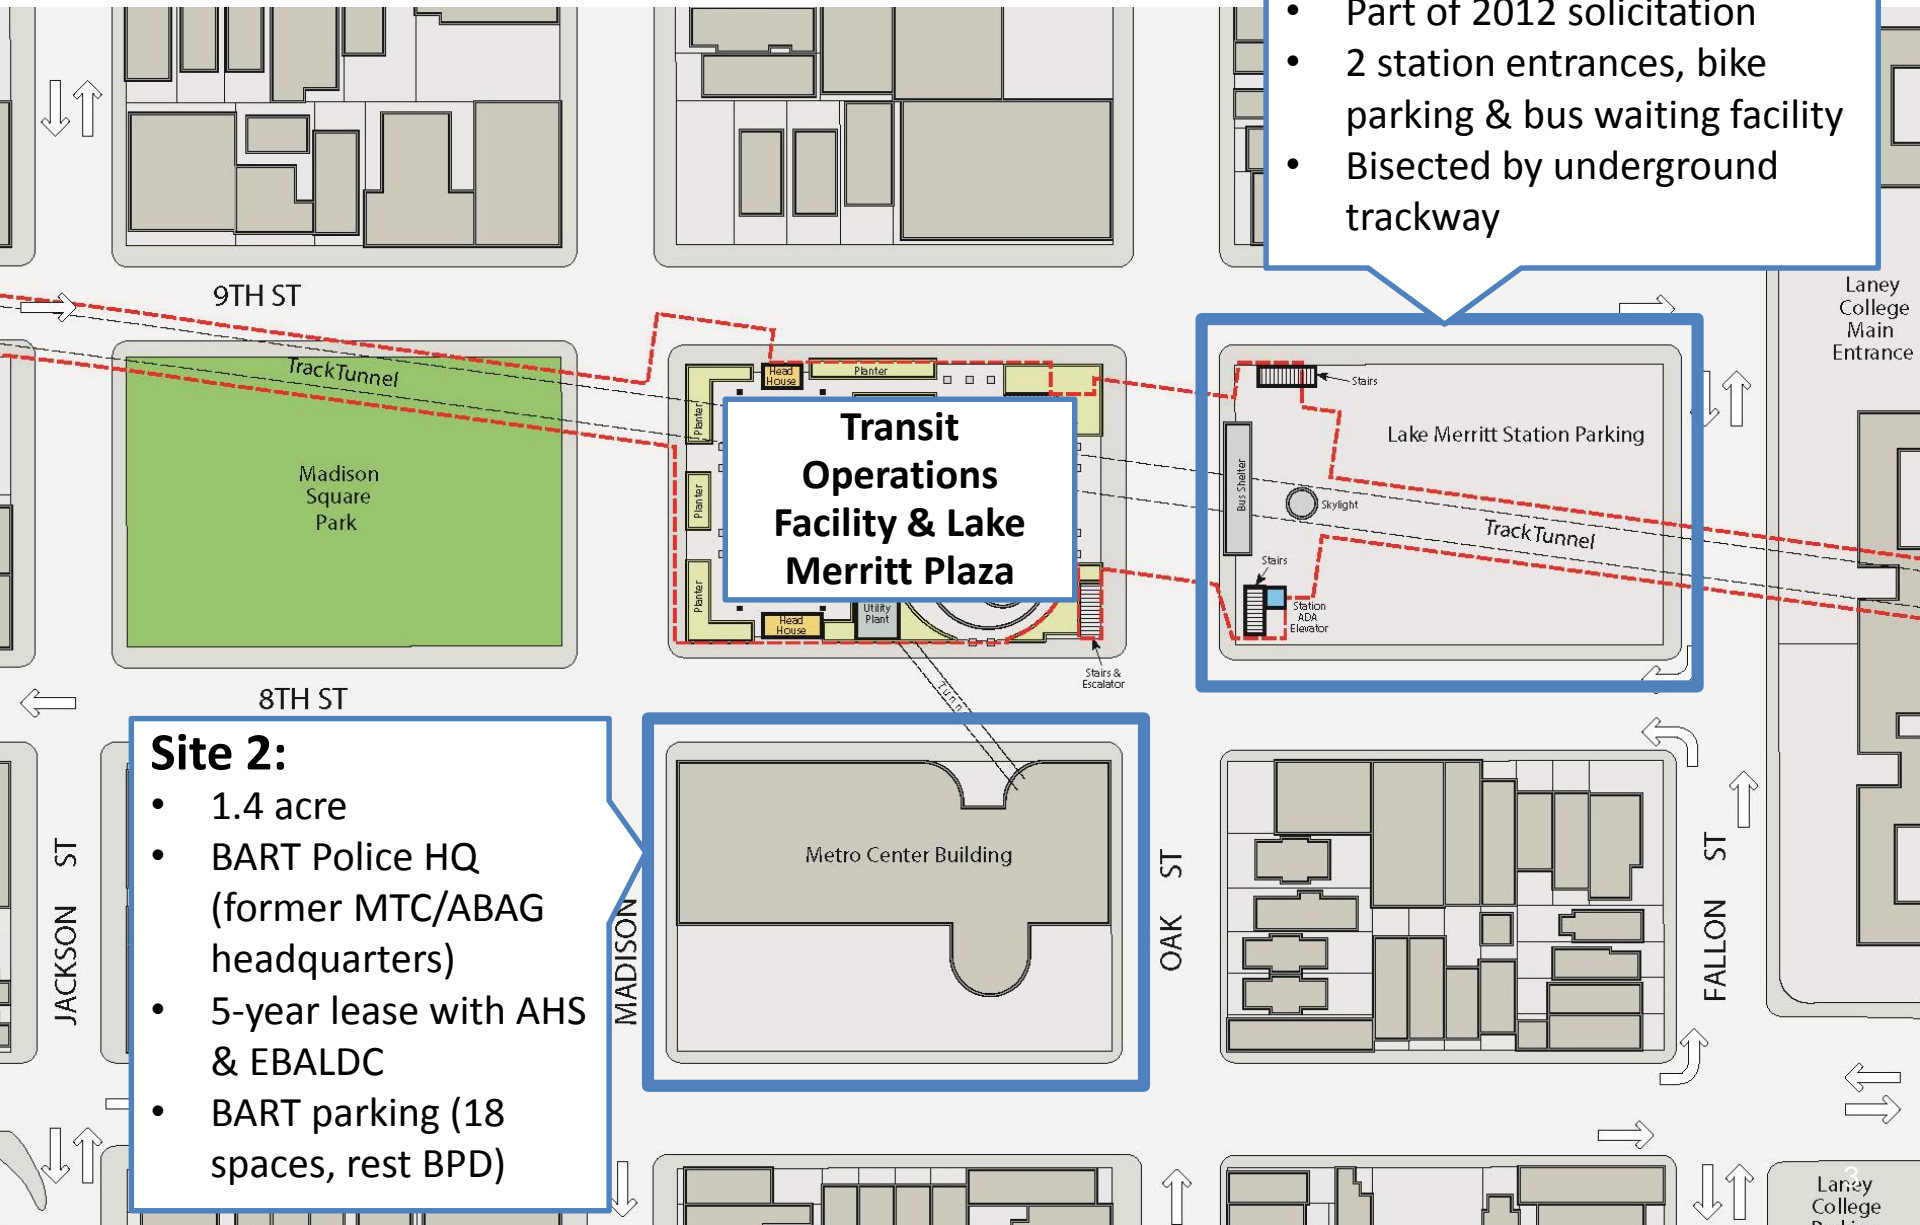 • Part of 2012 solicitation
• 2 station entrances, bike
parking & bus waiting facility
• Bisected by underground
trackway
9TH ST
Laney
College
Main
Entrance
TrackTunnel
Madison
Square
Park
Head
House
Planter
Planter
Planter
Planter
Transit
Operations
Facility & Lake
Merritt Plaza
Head
House
Utility
Plant
Stairs &
Escalator
Stairs
Lake Merritt Station Parking
Bus Shelter
Skylight
TrackTunnel
Stairs
Station
ADA
Elevator
8TH ST
Site 2:
• 1.4 acre
• BART Police HQ
(former MTC/ABAG
headquarters)
• 5-year lease with AHS
& EBALDC
• BART parking (18
spaces, rest BPD)
Metro Center Building
JACKSON ST
MADISON
OAK ST
FALLON ST
3
Laney
College